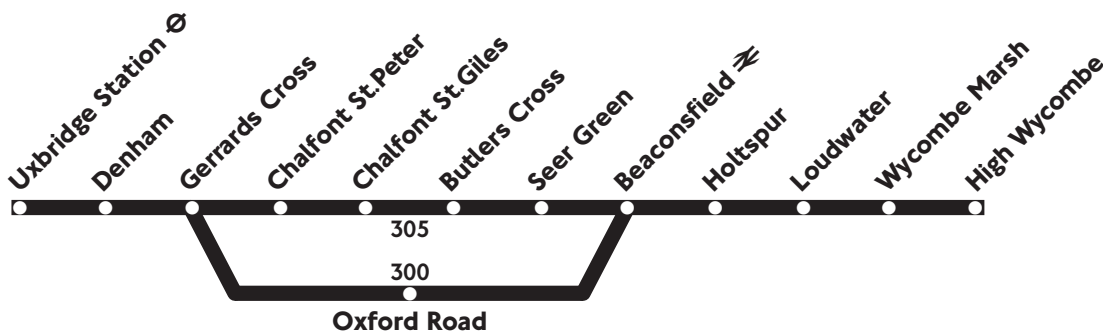 Uxbridge Station
Denham
Gerrards Cross
Chalfont St.Peter
Chalfont St.Giles
Butlers Cross
Seer Green
Beaconsfield
Holtspur
Loudwater
Wycombe Marsh
High Wycombe
305
300
Oxford Road